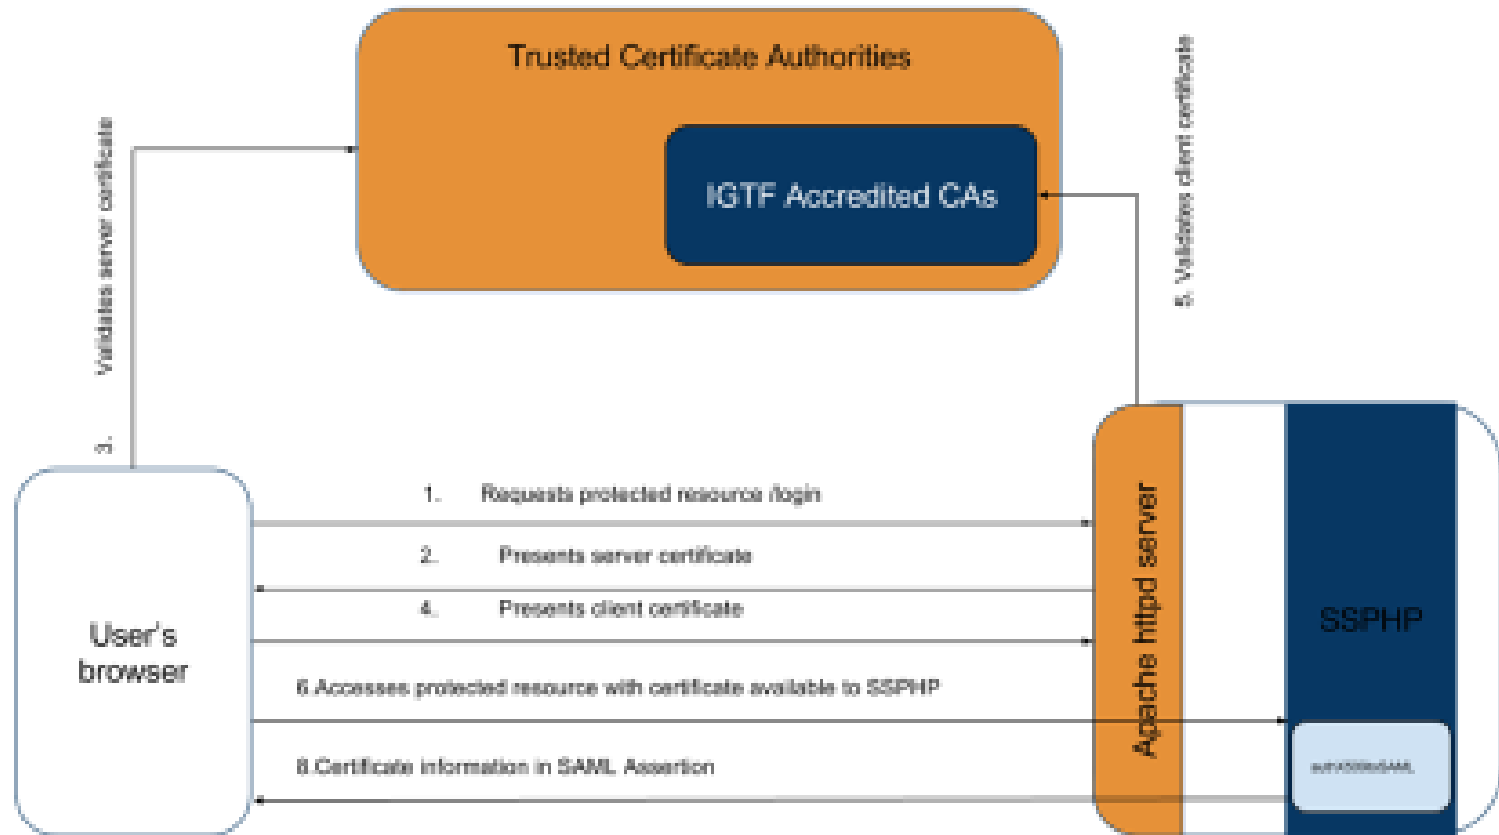 Trusted Certificate Authorities
IGTF Accredited CAs
3. Validates server certificate
5. Validates client certificate
1. Requests protected resource /login
2. Presents server certificate
4. Presents client certificate
6.Accesses protected resource with certificate available to SSPHP
8.Certificate information in SAML Assertion
User's
browser
Apache httpd server
SSPHP
authX509toSAML